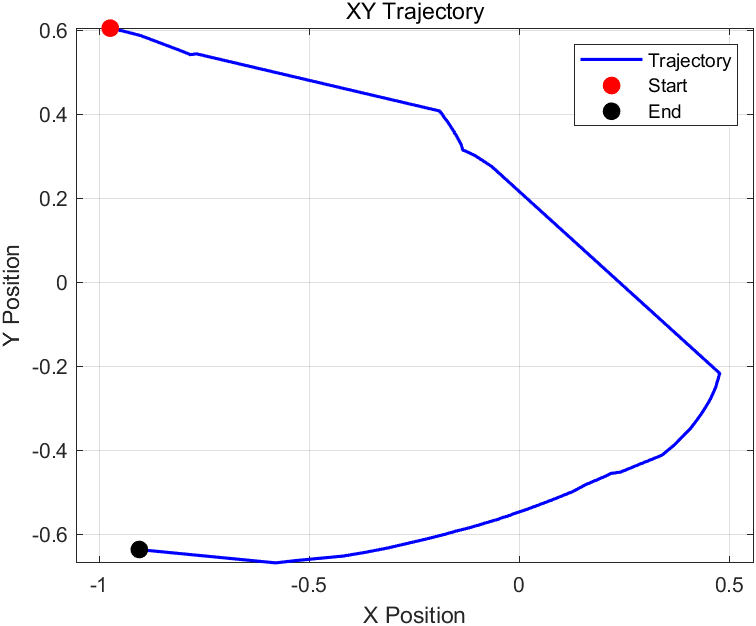 XY Trajectory
0.6
0.4
0.2
0
-0.2
-0.4
-0.6
Y Position
Trajectory
Start
End
-1
-0.5
0
0.5
X Position